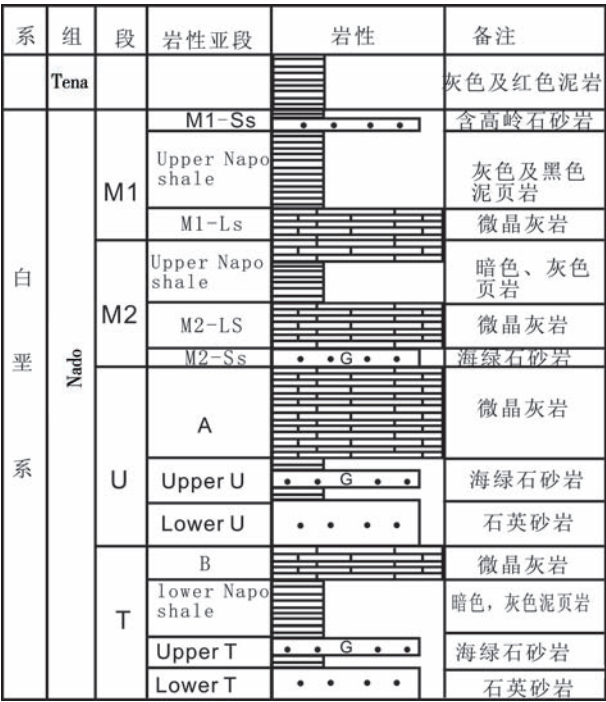 系 组 段 岩性亚段 岩性 备注
Tena 灰色及红色泥岩
白垩系
Nado
M1
M1-Ss 含高岭石砂岩
Upper Napo
shale
灰色及黑色
泥页岩
M1-Ls 微晶灰岩
M2
Upper Napo
shale
暗色、灰色
页岩
M2-LS 微晶灰岩
M2-Ss G 海绿石砂岩
U
A 微晶灰岩
Upper U G 海绿石砂岩
Lower U 石英砂岩
T
B 微晶灰岩
lower Napo
shale
暗色，灰色泥页岩
Upper T G 海绿石砂岩
Lower T 石英砂岩